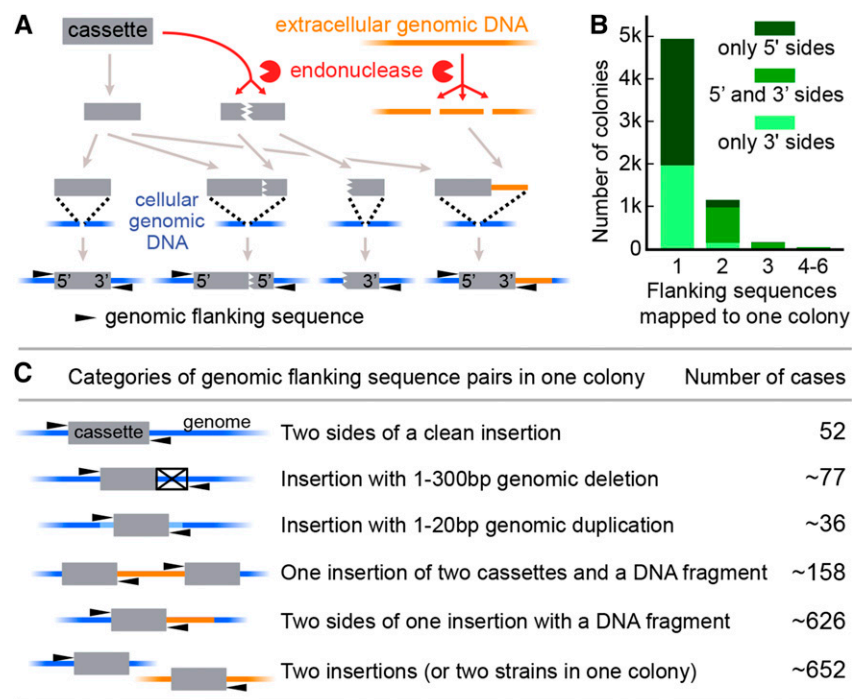 A
cassette
extracellular genomic DNA
endonuclease
cellular
genomic
DNA
5' 3'
5' 5'
3'
5' 3'
genomic flanking sequence
B
Number of colonies
5k
4k
3k
2k
1k
0
only 5' sides
5' and 3' sides
only 3' sides
1 2 3 4-6
Flanking sequences
mapped to one colony
C Categories of genomic flanking sequence pairs in one colony Number of cases
cassette genome Two sides of a clean insertion 52
Insertion with 1-300bp genomic deletion ~77
Insertion with 1-20bp genomic duplication ~36
One insertion of two cassettes and a DNA fragment ~158
Two sides of one insertion with a DNA fragment ~626
Two insertions (or two strains in one colony) ~652